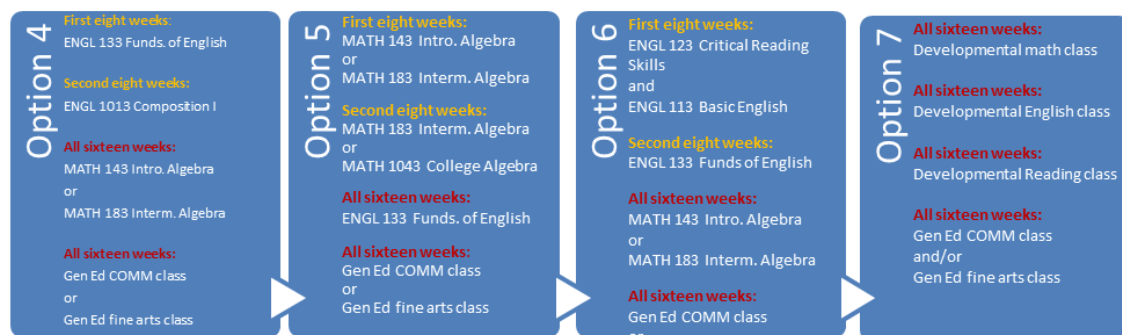 Option 4
First eight weeks:
ENGL 133 Funds. of English
Second eight weeks:
ENGL 1013 Composition I
All sixteen weeks:
MATH 143 Intro. Algebra
or
MATH 183 Interm. Algebra
All sixteen weeks:
Gen Ed COMM class
or
Gen Ed fine arts class
Option 5
First eight weeks:
MATH 143 Intro. Algebra
or
MATH 183 Interm. Algebra
Second eight weeks:
MATH 183 Interm. Algebra
or
MATH 1043 College Algebra
All sixteen weeks:
ENGL 133 Funds. of English
All sixteen weeks:
Gen Ed COMM class
or
Gen Ed fine arts class
Option 6
First eight weeks:
ENGL 123 Critical Reading
Skills
and
ENGL 113 Basic English
Second eight weeks:
ENGL 133 Funds of English
All sixteen weeks:
MATH 143 Intro. Algebra
or
MATH 183 Interm. Algebra
All sixteen weeks:
Gen Ed COMM class
Option 7
All sixteen weeks:
Developmental math class
All sixteen weeks:
Developmental English class
All sixteen weeks:
Developmental Reading class
All sixteen weeks:
Gen Ed COMM class
and/or
Gen Ed fine arts class